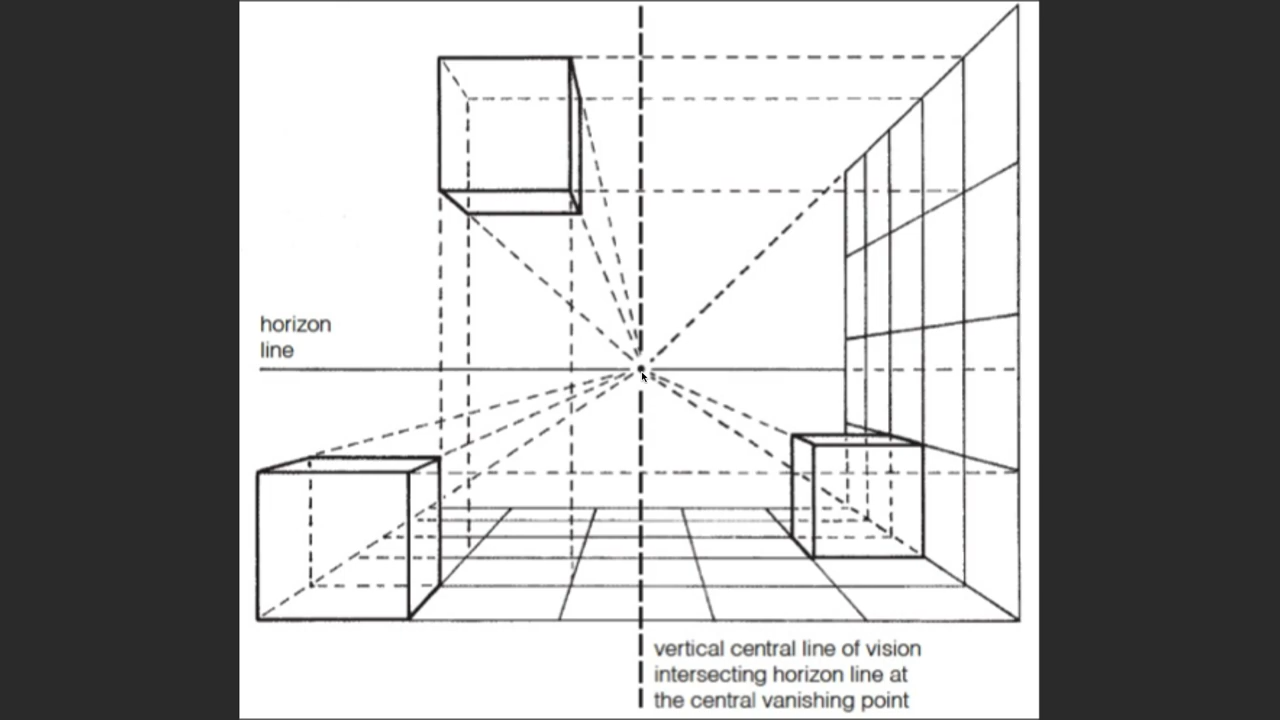 horizon
line
vertical central line of vision
intersecting horizon line at
the central vanishing point